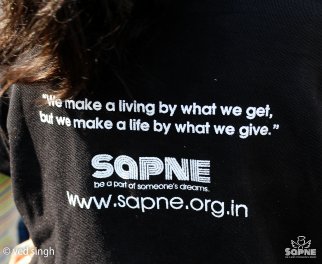 "We make a living by what we get,
but we make a life by what we give."
SAPNE
be a part of someone's dreams.
www.sapne.org.in
© ved singh
SAPNE